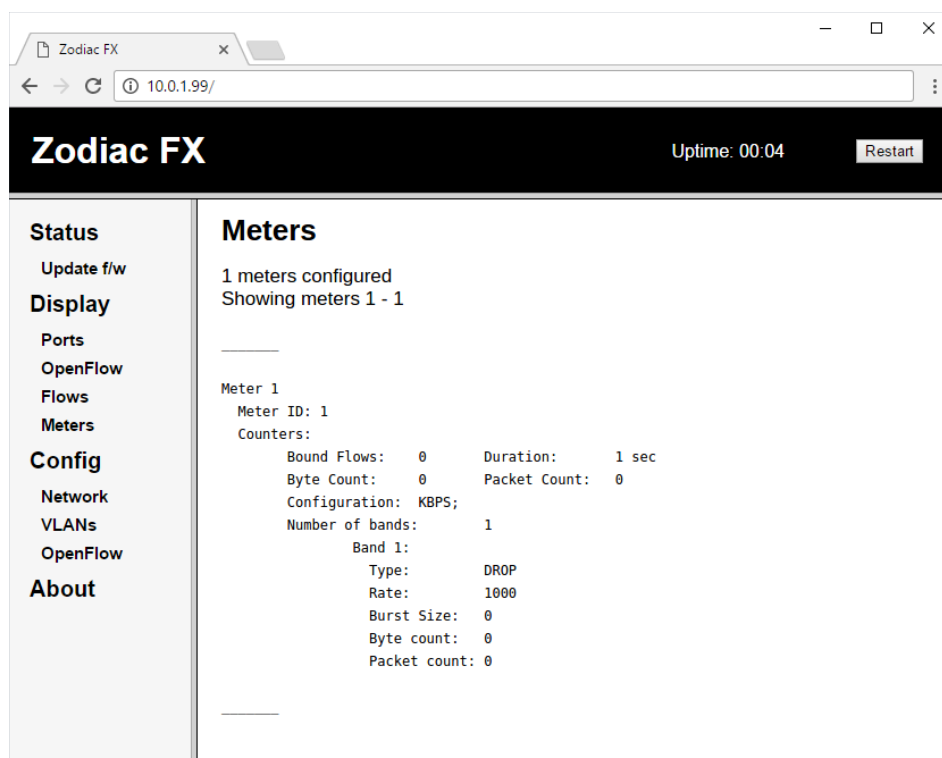 Zodiac FX
10.0.1.99/
Zodiac FX
Uptime: 00:04
Restart
Status
Update f/w
Display
Ports
OpenFlow
Flows
Meters
Config
Network
VLANs
OpenFlow
About
Meters
1 meters configured
Showing meters 1 - 1
_______
Meter 1
Meter ID: 1
Counters:
Bound Flows: 0 Duration: 1 sec
Byte Count: 0 Packet Count: 0
Configuration: KBPS;
Number of bands: 1
Band 1:
Type: DROP
Rate: 1000
Burst Size: 0
Byte count: 0
Packet count: 0
_______